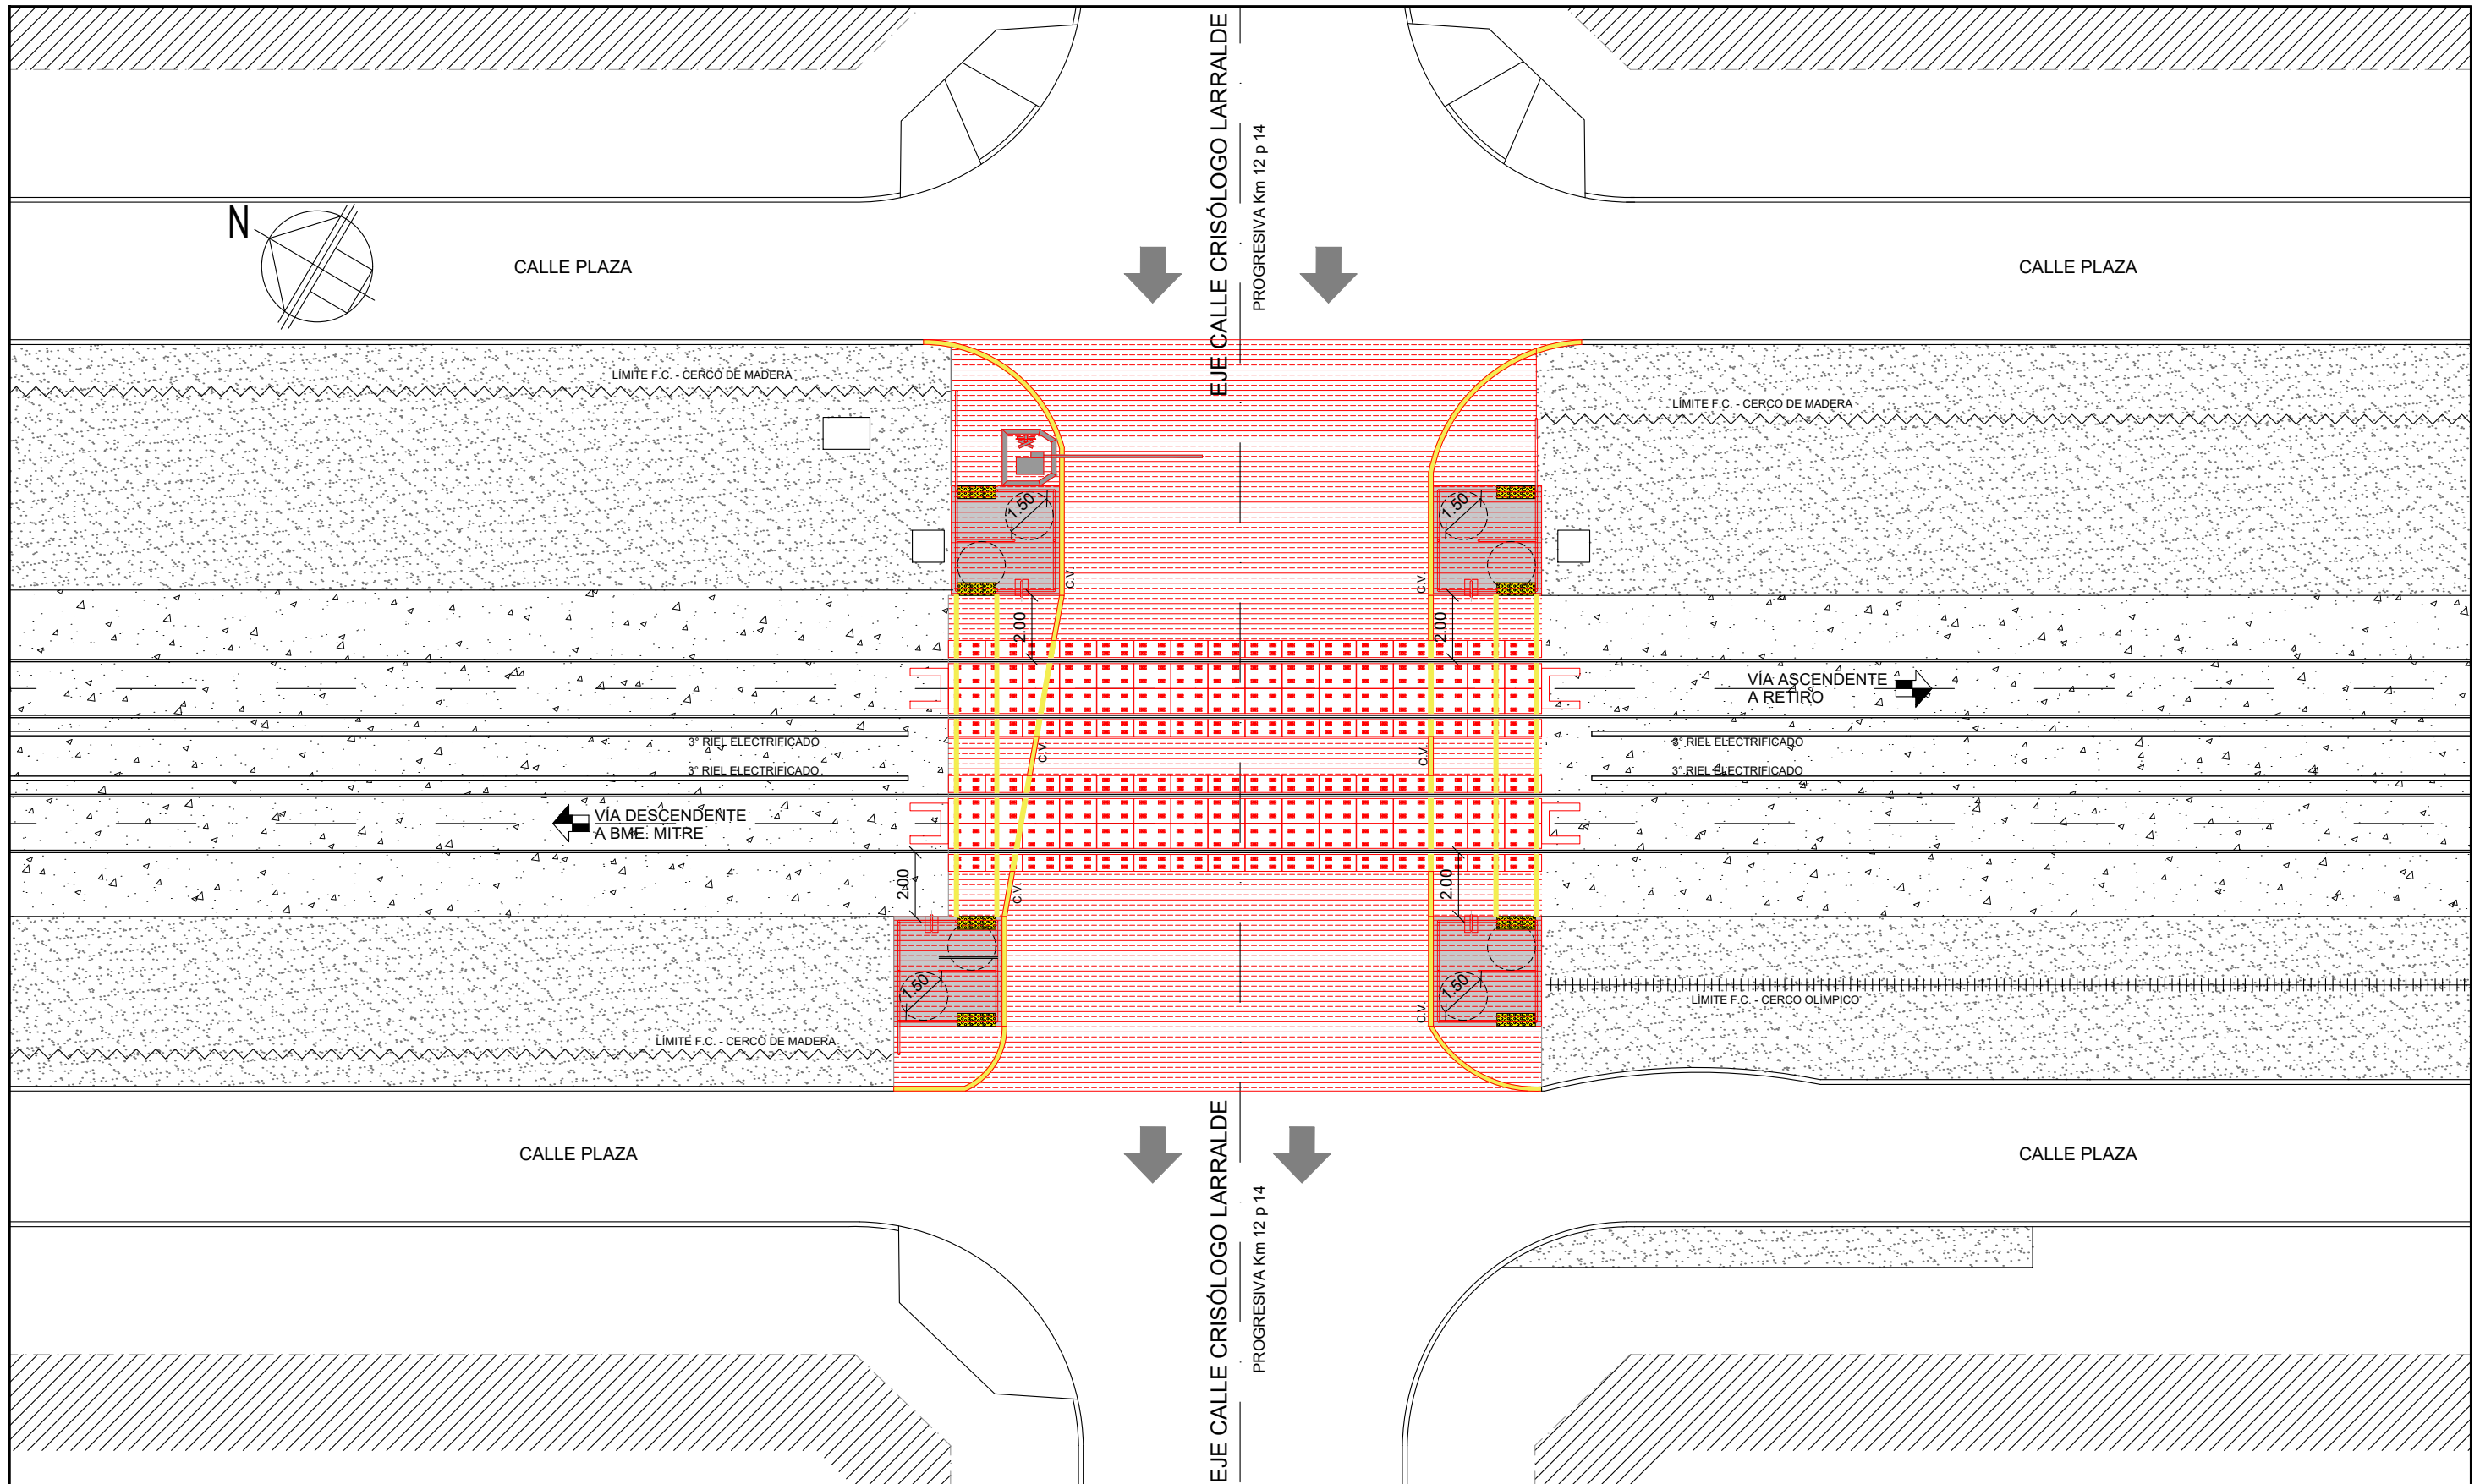 EJE CALLE CRISÓLOGO LARRALDE
PROGRESIVA Km 12 p 14
N
CALLE PLAZA
CALLE PLAZA
LÍMITE F.C. - CERCO DE MADERA
LÍMITE F.C. - CERCO DE MADERA
1.50
1.50
C.V.
C.V.
2.00
2.00
VÍA ASCENDENTE
A RETIRO
3° RIEL ELECTRIFICADO
C.V.
C.V.
3° RIEL ELECTRIFICADO
3° RIEL ELECTRIFICADO
3° RIEL ELECTRIFICADO
VÍA DESCENDENTE
A BME. MITRE
2.00
2.00
C.V.
1.50
1.50
LÍMITE F.C. - CERCO OLÍMPICO
C.V.
LÍMITE F.C. - CERCO DE MADERA
CALLE PLAZA
CALLE PLAZA
EJE CALLE CRISÓLOGO LARRALDE
PROGRESIVA Km 12 p 14